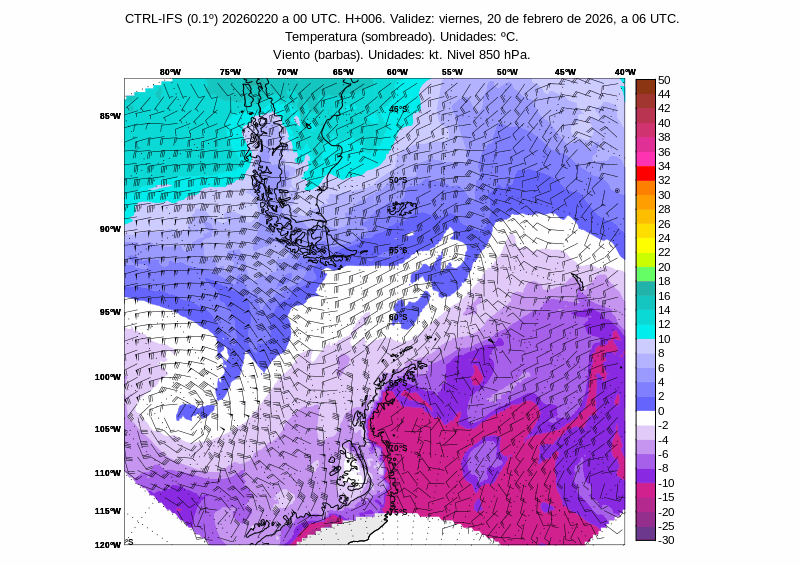 CTRL-IFS (0.1º) 20260220 a 00 UTC. H+006. Validez: viernes, 20 de febrero de 2026, a 06 UTC.
Temperatura (sombreado). Unidades: ºC.
Viento (barbas). Unidades: kt. Nivel 850 hPa.
80°W 75°W 70°W 65°W 60°W 55°W 50°W 45°W 40°W
50
44
42
40
38
36
34
32
30
28
26
24
22
20
18
16
14
12
10
8
6
4
2
0
-2
-4
-6
-8
-10
-15
-20
-25
-30
85°W
90°W
95°W
100°W
105°W
110°W
115°W
120°W
45°S
50°S
55°S
60°S
65°S
70°S
°S